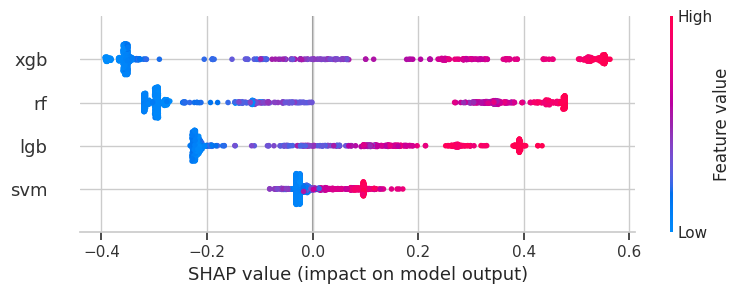 High
xgb
rf
lgb
svm
Feature value
Low
−0.4 −0.2 0.0 0.2 0.4 0.6
SHAP value (impact on model output)